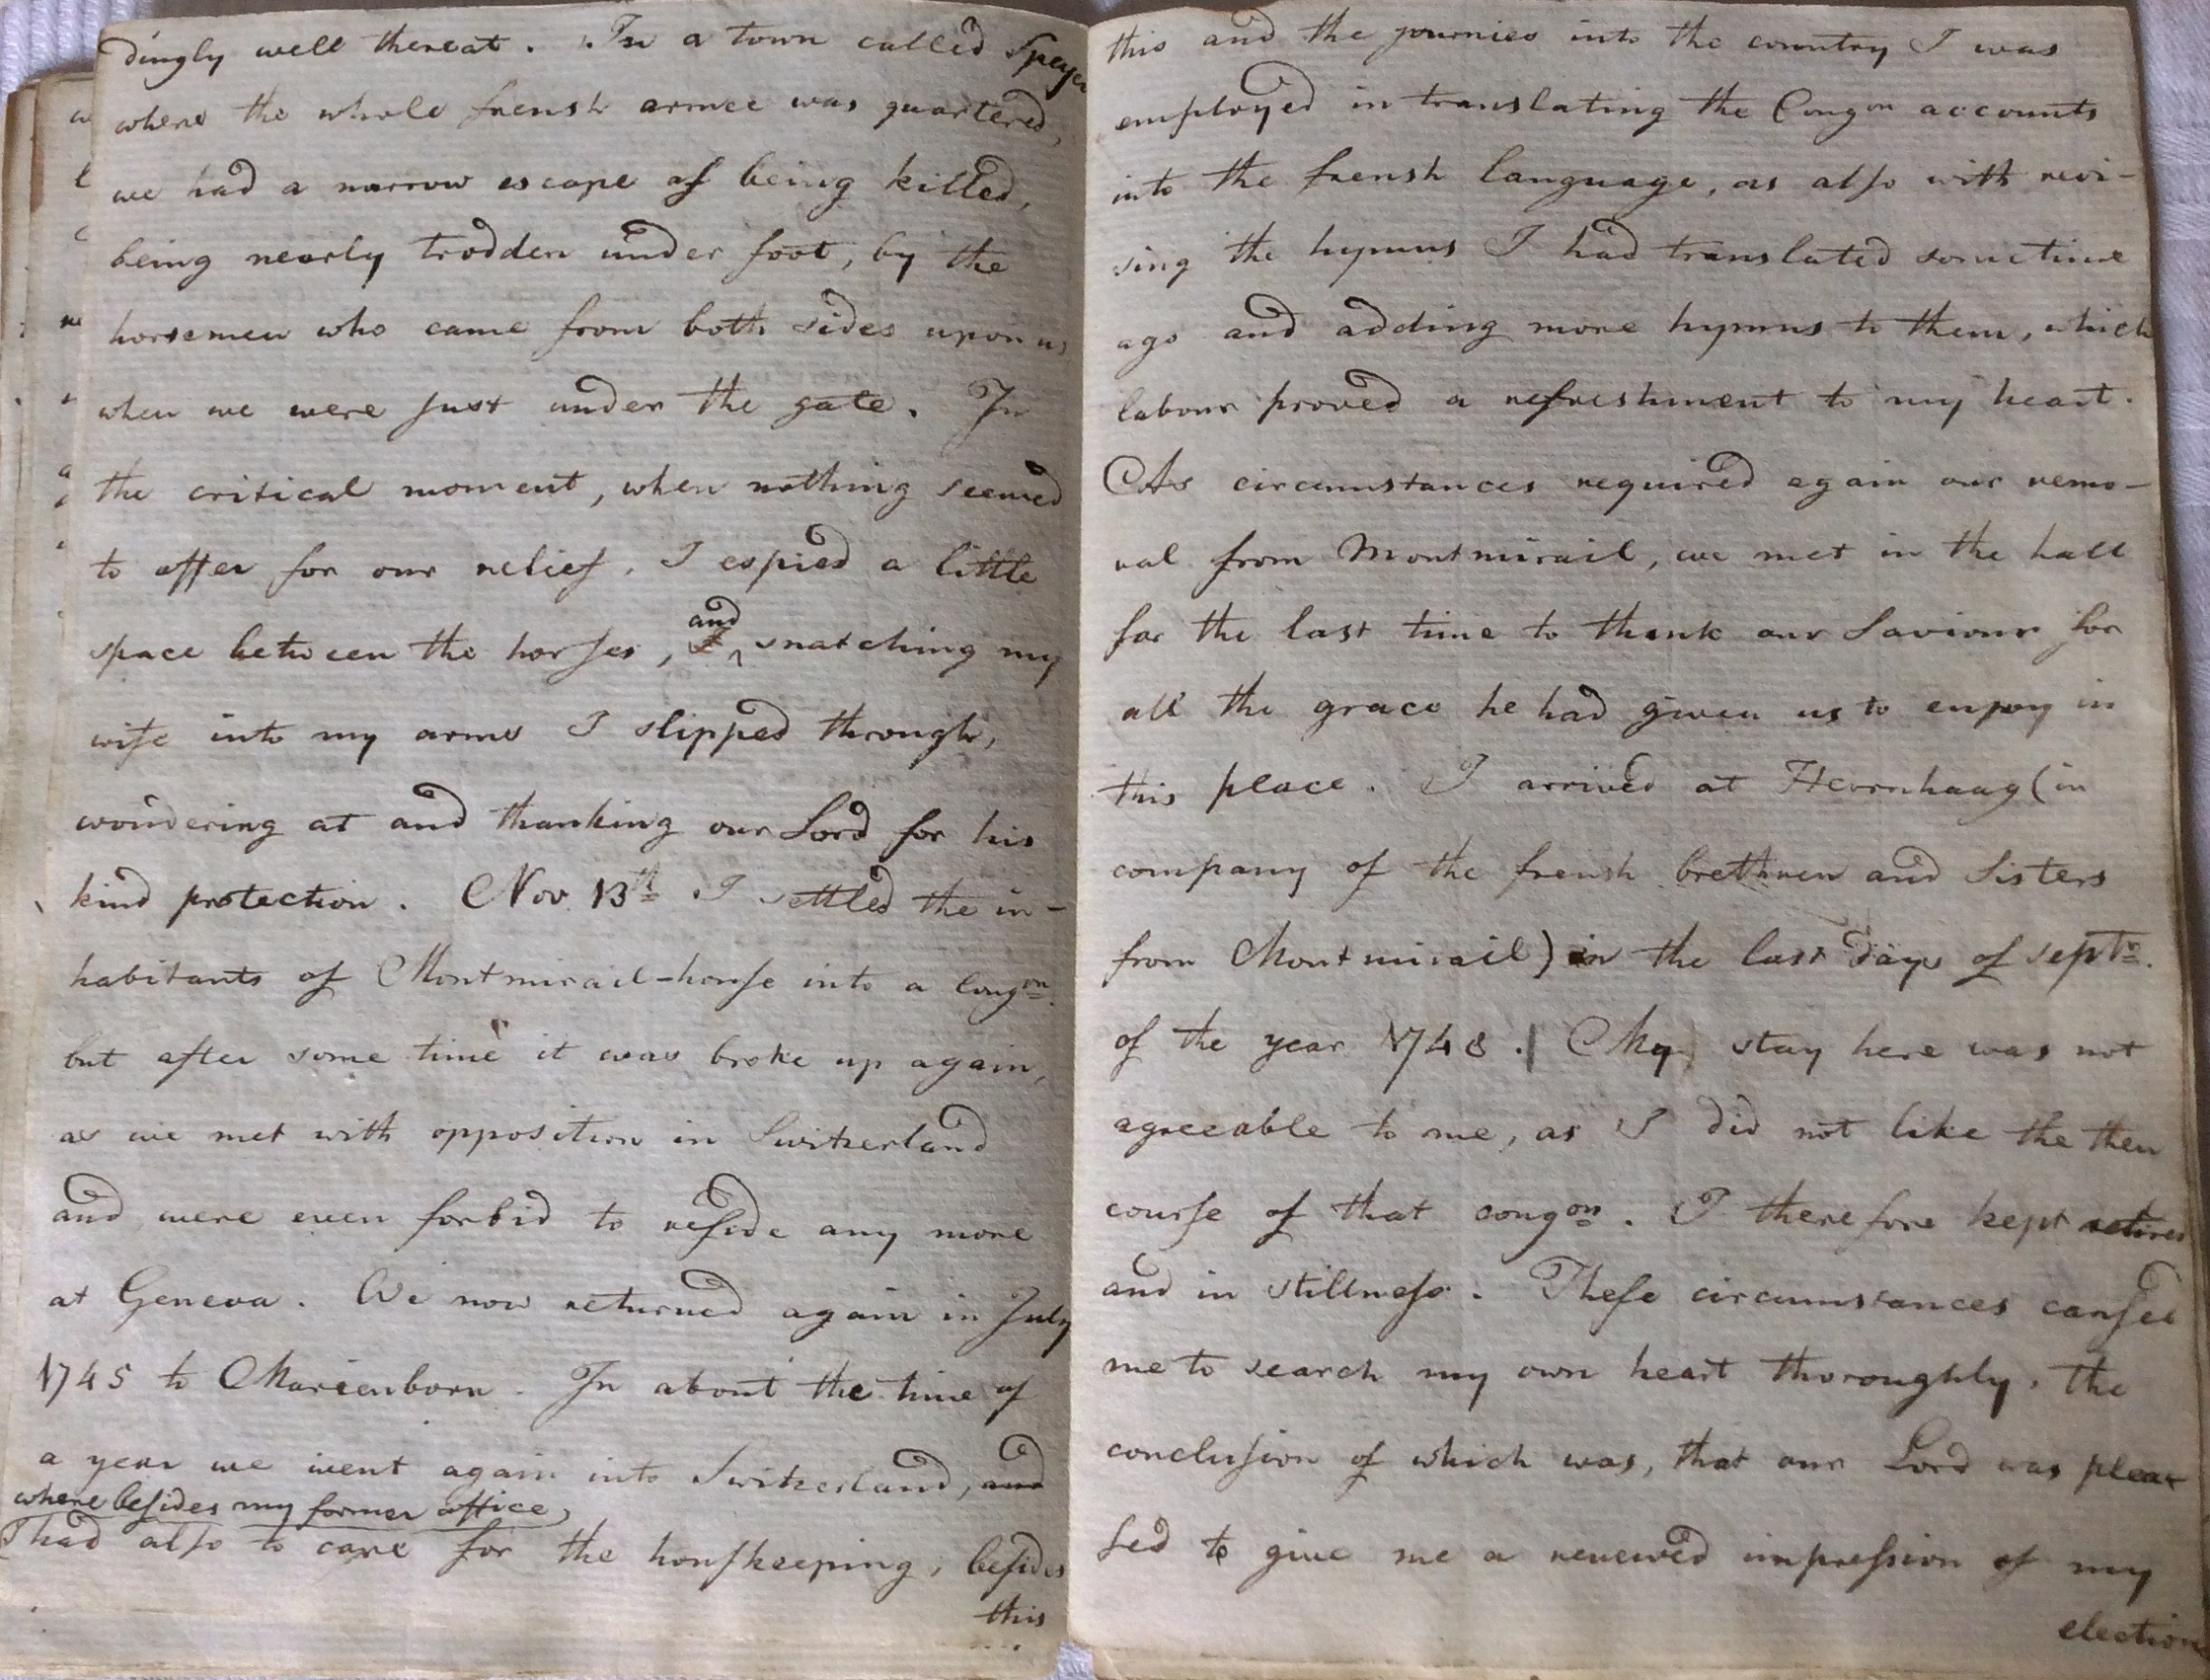 dingly well thereat. In a town called Speyer
where the whole frensh armee was quartered,
we had a narrow escape of being killed,
being nearly trodden under foot, by the
horsemen who came from both sides upon us
when we were just under the gate. In
the critical moment, when nothing seemed
to offer for our relief, I espied a little
space between the horses, and snatching my
wife into my arms I slipped through,
wondering at and thanking our Lord for his
kind protection. Nov. 13th I settled the in-
habitants of Montmirail-house into a Congon.
but after some time it was broke up again,
as we met with opposition in Switzerland
and were even forbid to reside any more
at Geneva. We now returned again in July
1745 to Marienborn. In about the time of
a year we went again into Switzerland, and
where besides my former office,
I had also to care for the houskeeping, besides
this
this and the journies into the country I was
employed in translating the Congon accounts
into the frensh language, as also with revi-
sing the hymns I had translated sometime
ago and adding more hymns to them, which
labour proved a refreshment to my heart.
As circumstances required again our remo-
val from Montmirail, we met in the hall
for the last time to thank our Saviour for
all the grace he had given us to enjoy in
this place. I arrived at Herrnhaag (in
company of the frensh brethren and Sisters
from Montmirail) in the last days of septr.
of the year 1748. | My stay here was not
agreeable to me, as I did not like the then
course of that congon. I therefore kept retired
and in stillness. These circumstances caused
me to search my own heart thoroughly, the
conclusion of which was, that our Lord was plea-
sed to give me a renewed impression of my
election